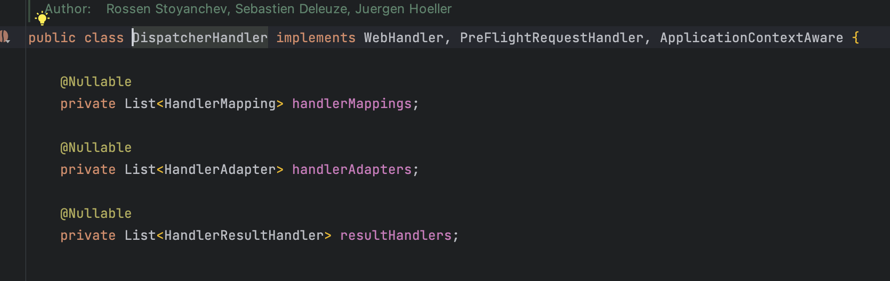 Author: Rossen Stoyanchev, Sebastien Deleuze, Juergen Hoeller
public class DispatcherHandler implements WebHandler, PreFlightRequestHandler, ApplicationContextAware {
@Nullable
private List<HandlerMapping> handlerMappings;
@Nullable
private List<HandlerAdapter> handlerAdapters;
@Nullable
private List<HandlerResultHandler> resultHandlers;